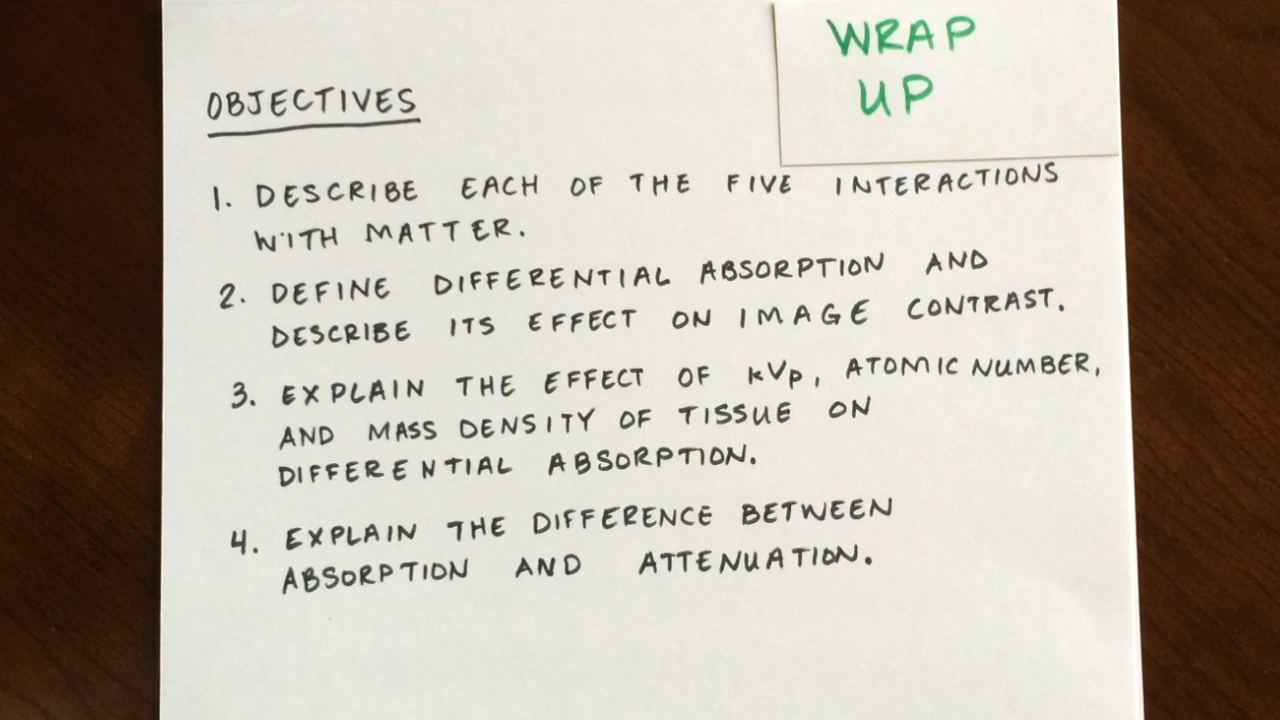 WRAP
UP
OBJECTIVES
1. DESCRIBE EACH OF THE FIVE INTERACTIONS
WITH MATTER.
2. DEFINE DIFFERENTIAL ABSORPTION AND
DESCRIBE ITS EFFECT ON IMAGE CONTRAST.
3. EXPLAIN THE EFFECT OF kVp, ATOMIC NUMBER,
AND MASS DENSITY OF TISSUE ON
DIFFERENTIAL ABSORPTION.
4. EXPLAIN THE DIFFERENCE BETWEEN
ABSORPTION AND ATTENUATION.